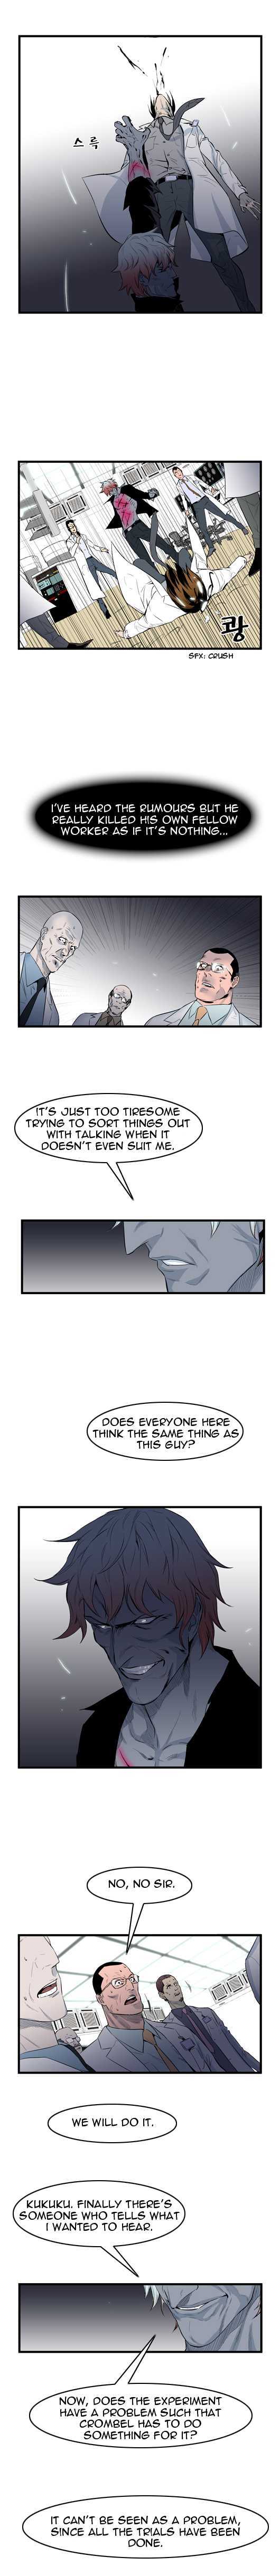 스륵
쾅
SFX: CRUSH
I'VE HEARD THE RUMOURS BUT HE
REALLY KILLED HIS OWN FELLOW
WORKER AS IF IT'S NOTHING...
IT'S JUST TOO TIRESOME
TRYING TO SORT THINGS OUT
WITH TALKING WHEN IT
DOESN'T EVEN SUIT ME.
DOES EVERYONE HERE
THINK THE SAME THING AS
THIS GUY?
NO, NO SIR.
WE WILL DO IT.
KUKUKU. FINALLY THERE'S
SOMEONE WHO TELLS WHAT
I WANTED TO HEAR.
NOW, DOES THE EXPERIMENT
HAVE A PROBLEM SUCH THAT
CROMBEL HAS TO DO
SOMETHING FOR IT?
IT CAN'T BE SEEN AS A PROBLEM,
SINCE ALL THE TRIALS HAVE BEEN
DONE.